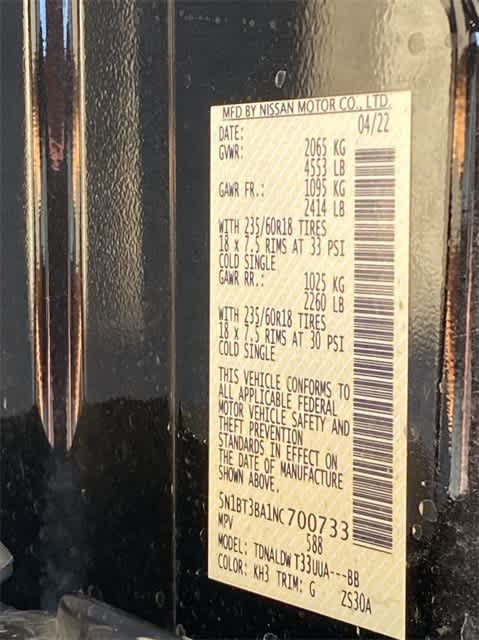 MFD BY NISSAN MOTOR CO., LTD.
DATE: 04/22
GVWR: 2065 KG
4553 LB
GAWR FR.: 1095 KG
2414 LB
WITH 235/60R18 TIRES
18 x 7.5 RIMS AT 33 PSI
COLD SINGLE
GAWR RR.: 1025 KG
2260 LB
WITH 235/60R18 TIRES
18 x 7.5 RIMS AT 30 PSI
COLD SINGLE
THIS VEHICLE CONFORMS TO
ALL APPLICABLE FEDERAL
MOTOR VEHICLE SAFETY AND
THEFT PREVENTION
STANDARDS IN EFFECT ON
THE DATE OF MANUFACTURE
SHOWN ABOVE.
5N1BT3BA1NC700733
MPV 588
MODEL: TDNALDW T33UUA---BB
COLOR: KH3 TRIM: G 2S30A